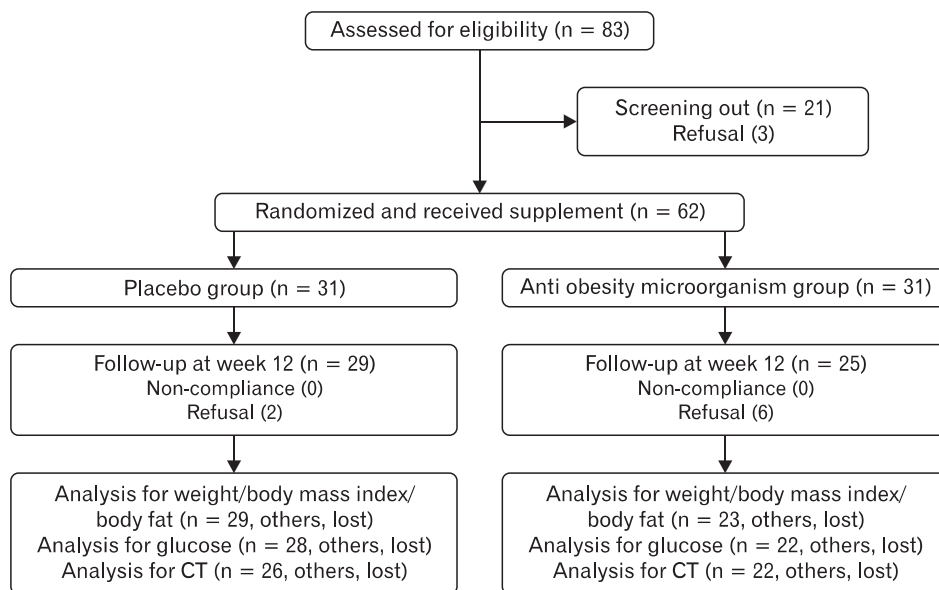 Assessed for eligibility (n = 83)
Screening out (n = 21)
Refusal (3)
Randomized and received supplement (n = 62)
Placebo group (n = 31)
Anti obesity microorganism group (n = 31)
Follow-up at week 12 (n = 29)
Non-compliance (0)
Refusal (2)
Follow-up at week 12 (n = 25)
Non-compliance (0)
Refusal (6)
Analysis for weight/body mass index/
body fat (n = 29, others, lost)
Analysis for glucose (n = 28, others, lost)
Analysis for CT (n = 26, others, lost)
Analysis for weight/body mass index/
body fat (n = 23, others, lost)
Analysis for glucose (n = 22, others, lost)
Analysis for CT (n = 22, others, lost)